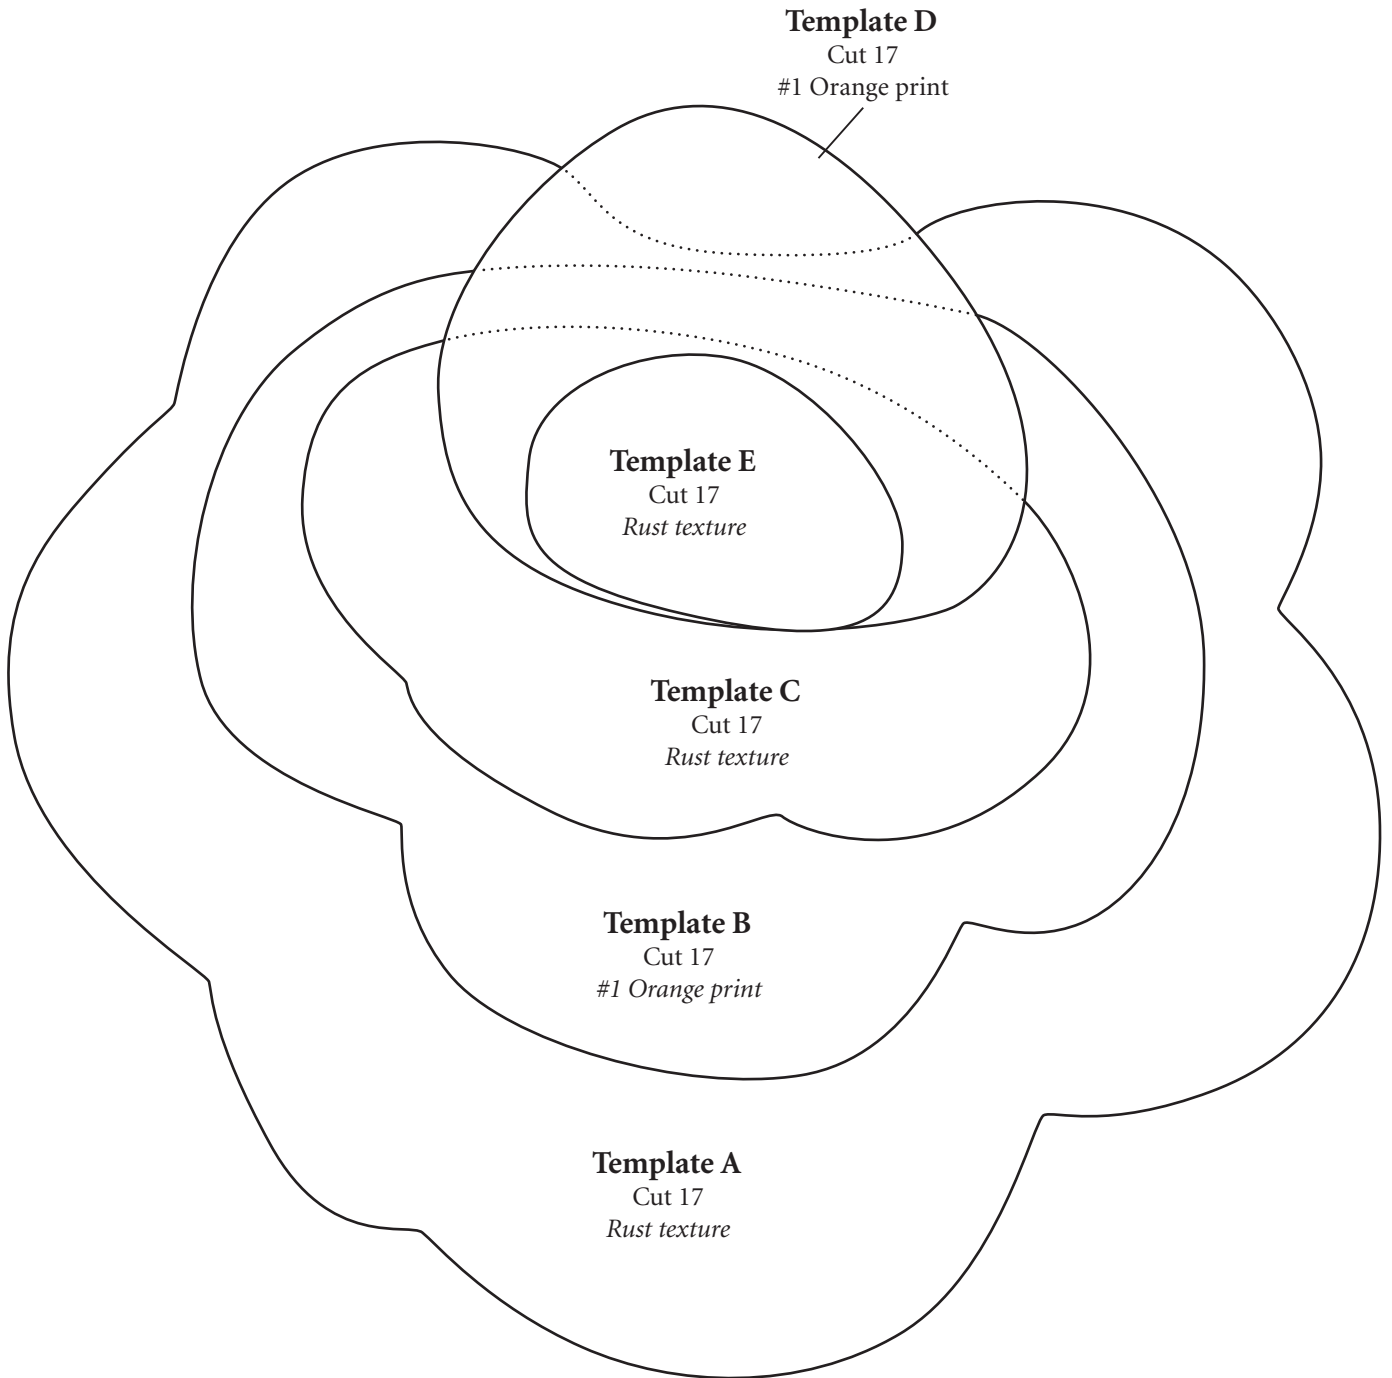 Template D
Cut 17
#1 Orange print
Template E
Cut 17
Rust texture
Template C
Cut 17
Rust texture
Template B
Cut 17
#1 Orange print
Template A
Cut 17
Rust texture